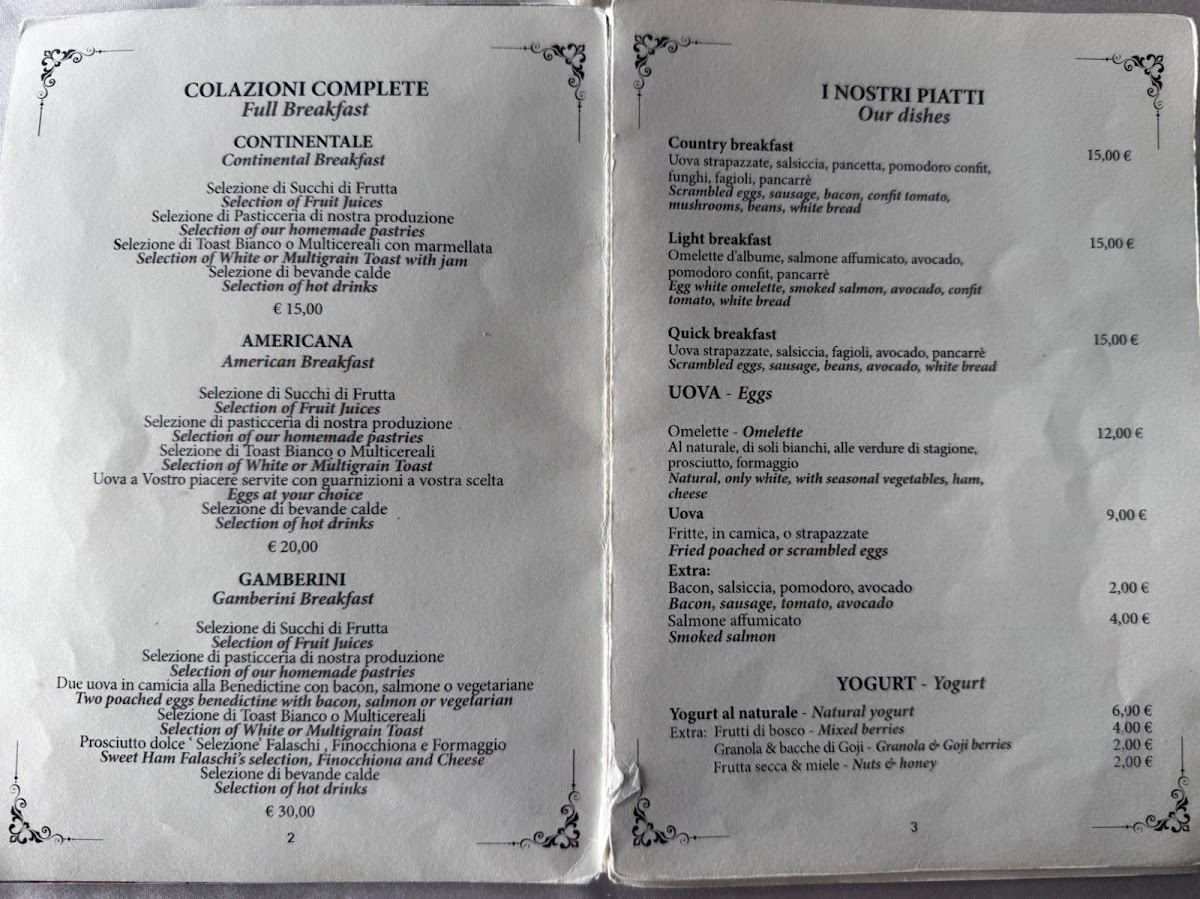 COLAZIONI COMPLETE
Full Breakfast
CONTINENTALE
Continental Breakfast
Selezione di Succhi di Frutta
Selection of Fruit Juices
Selezione di Pasticceria di nostra produzione
Selection of our homemade pastries
Selezione di Toast Bianco o Multicereali con marmellata
Selection of White or Multigrain Toast with jam
Selezione di bevande calde
Selection of hot drinks
€ 15,00
AMERICANA
American Breakfast
Selezione di Succhi di Frutta
Selection of Fruit Juices
Selezione di pasticceria di nostra produzione
Selection of our homemade pastries
Selezione di Toast Bianco o Multicereali
Selection of White or Multigrain Toast
Uova a Vostro piacere servite con guarnizioni a vostra scelta
Eggs at your choice
Selezione di bevande calde
Selection of hot drinks
€ 20,00
GAMBERINI
Gamberini Breakfast
Selezione di Succhi di Frutta
Selection of Fruit Juices
Selezione di pasticceria di nostra produzione
Selection of our homemade pastries
Due uova in camicia alla Benedictine con bacon, salmone o vegetariane
Two poached eggs benedictine with bacon, salmon or vegetarian
Selezione di Toast Bianco o Multicereali
Selection of White or Multigrain Toast
Prosciutto dolce ' Selezione' Falaschi , Finocchiona e Formaggio
Sweet Ham Falaschi's selection, Finocchiona and Cheese
Selezione di bevande calde
Selection of hot drinks
€ 30,00
2
I NOSTRI PIATTI
Our dishes
Country breakfast 15,00 €
Uova strapazzate, salsiccia, pancetta, pomodoro confit,
funghi, fagioli, pancarrè
Scrambled eggs, sausage, bacon, confit tomato,
mushrooms, beans, white bread
Light breakfast 15,00 €
Omelette d'albume, salmone affumicato, avocado,
pomodoro confit, pancarrè
Egg white omelette, smoked salmon, avocado, confit
tomato, white bread
Quick breakfast 15,00 €
Uova strapazzate, salsiccia, fagioli, avocado, pancarrè
Scrambled eggs, sausage, beans, avocado, white bread
UOVA - Eggs
Omelette - Omelette 12,00 €
Al naturale, di soli bianchi, alle verdure di stagione,
prosciutto, formaggio
Natural, only white, with seasonal vegetables, ham,
cheese
Uova 9,00 €
Fritte, in camica, o strapazzate
Fried poached or scrambled eggs
Extra:
Bacon, salsiccia, pomodoro, avocado 2,00 €
Bacon, sausage, tomato, avocado
Salmone affumicato 4,00 €
Smoked salmon
YOGURT - Yogurt
Yogurt al naturale - Natural yogurt 6,00 €
Extra: Frutti di bosco - Mixed berries 4,00 €
Granola & bacche di Goji - Granola & Goji berries 2,00 €
Frutta secca & miele - Nuts & honey 2,00 €
3